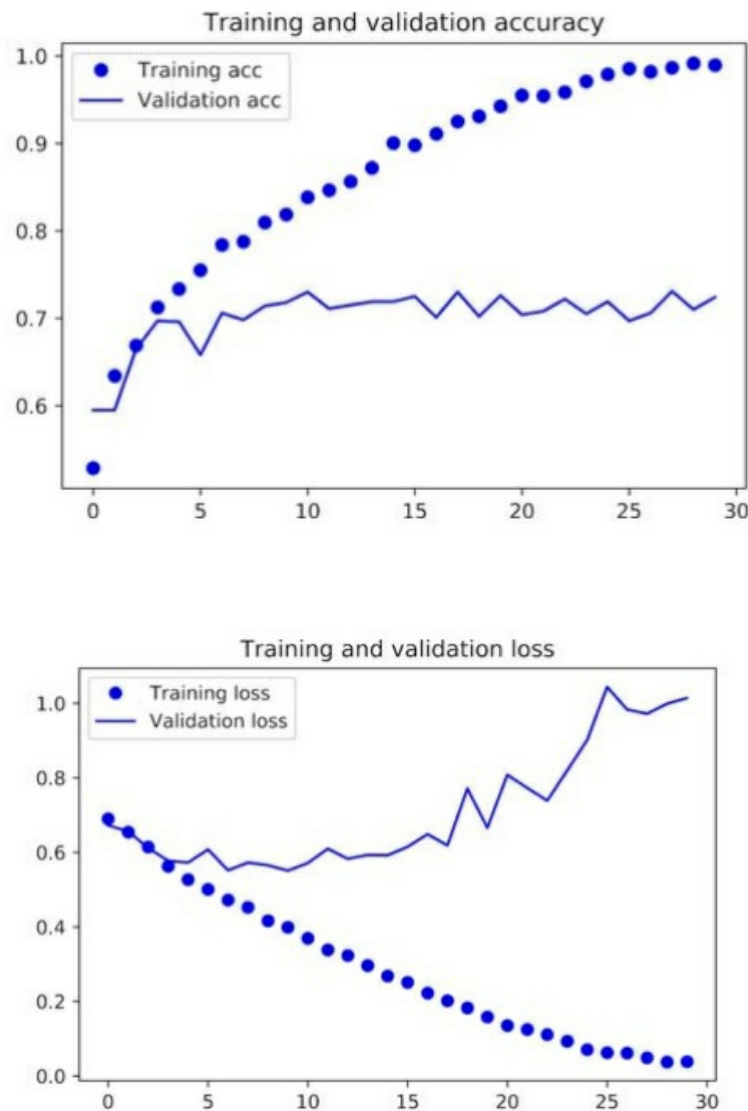 Training and validation accuracy
1.0
Training acc
Validation acc
0.9
0.8
0.7
0.6
0 5 10 15 20 25 30
Training and validation loss
Training loss
1.0
Validation loss
0.8
0.6
0.4
0.2
0.0
0 5 10 15 20 25 30